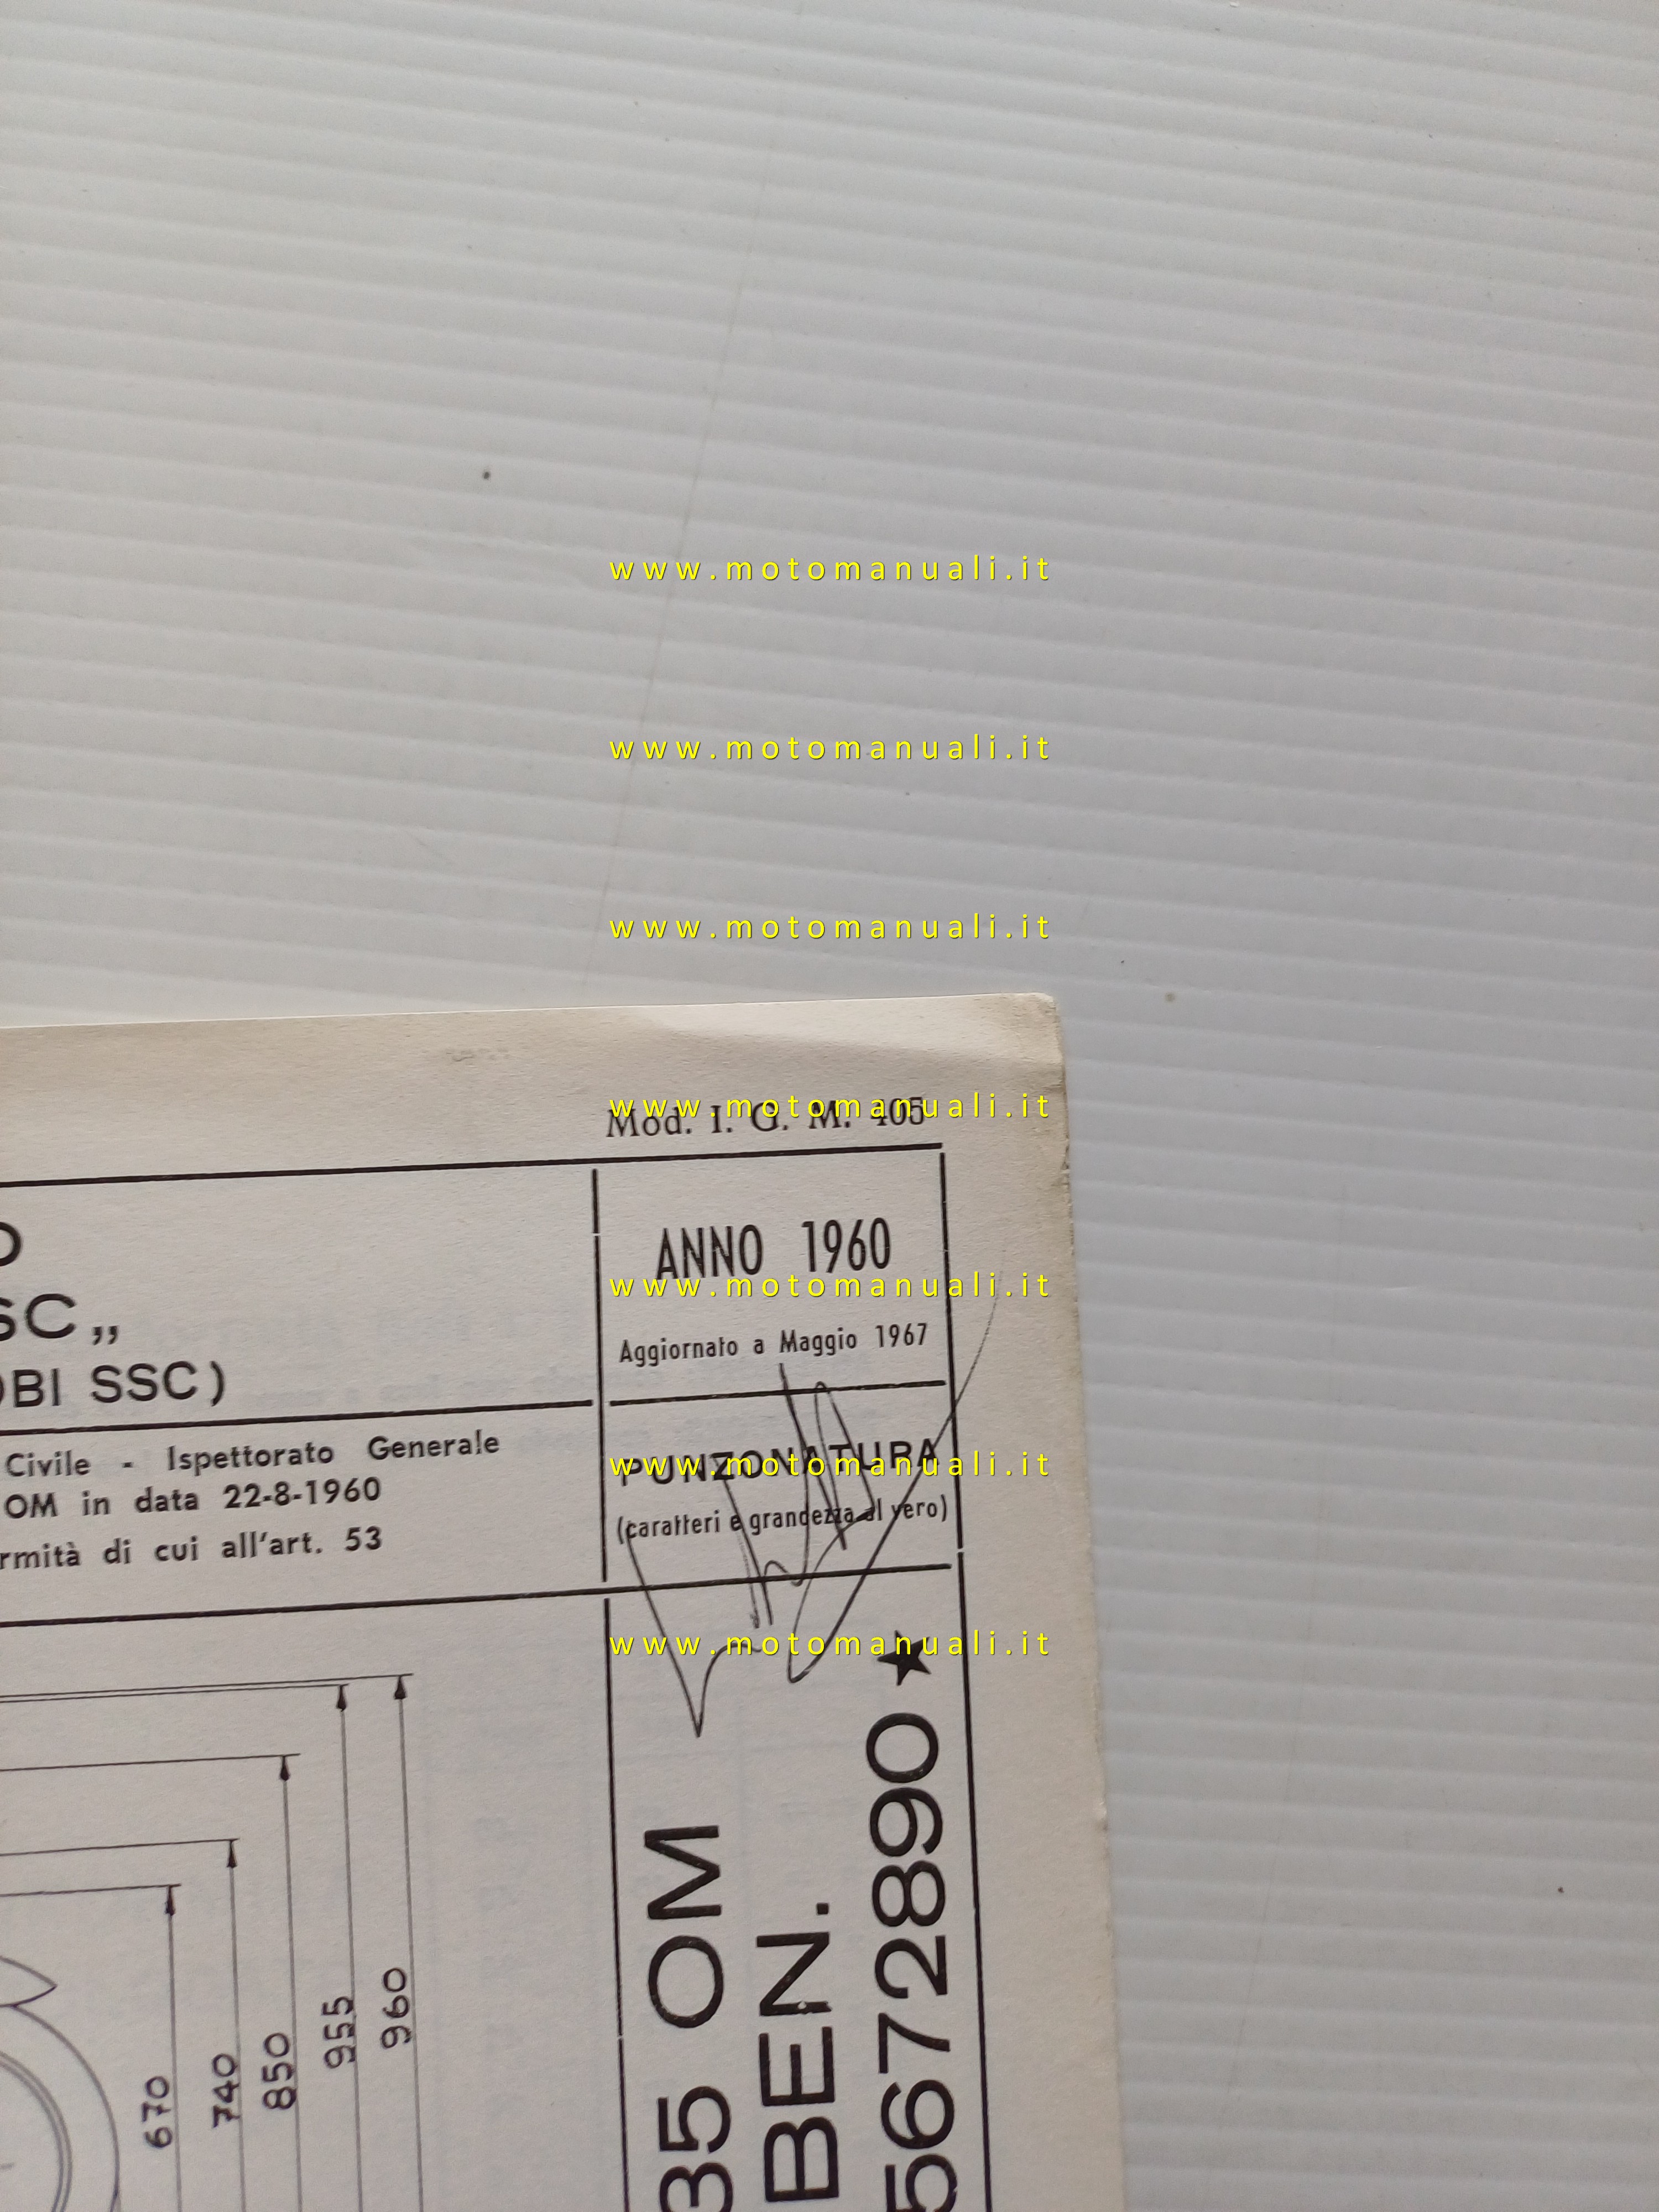 www.motomanuali.it
www.motomanuali.it
www.motomanuali.it
www.motomanuali.it
Mod. I. G. M. 405
ANNO 1960
www.motomanuali.it
Aggiornato a Maggio 1967
SC„
BI SSC)
PUNZONATURA
www.motomanuali.it
(caratteri e grandezza al vero)
Civile - Ispettorato Generale
OM in data 22-8-1960
rmità di cui all'art. 53
www.motomanuali.it
670
740
850
955
960
35 OM
BEN.
5672890 ★